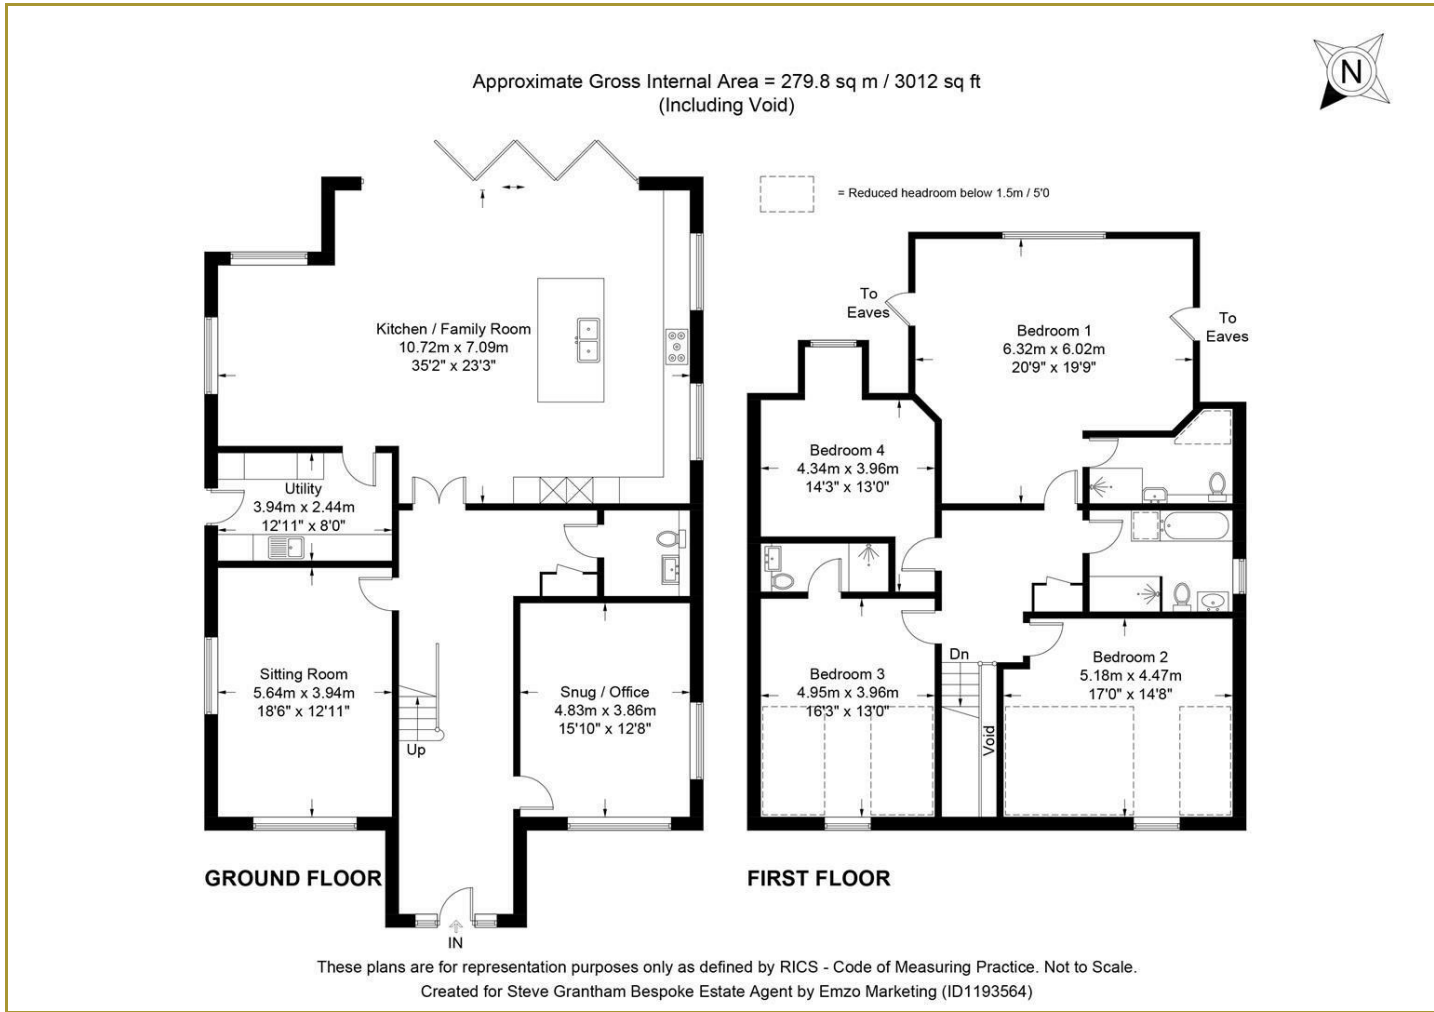 Approximate Gross Internal Area = 279.8 sq m / 3012 sq ft
(Including Void)
N
= Reduced headroom below 1.5m / 5'0
Kitchen / Family Room
10.72m x 7.09m
35'2" x 23'3"
Utility
3.94m x 2.44m
12'11" x 8'0"
Sitting Room
5.64m x 3.94m
18'6" x 12'11"
Up
Snug / Office
4.83m x 3.86m
15'10" x 12'8"
IN
GROUND FLOOR
To
Eaves
Bedroom 1
6.32m x 6.02m
20'9" x 19'9"
To
Eaves
Bedroom 4
4.34m x 3.96m
14'3" x 13'0"
Bedroom 3
4.95m x 3.96m
16'3" x 13'0"
Dn
Void
Bedroom 2
5.18m x 4.47m
17'0" x 14'8"
FIRST FLOOR
These plans are for representation purposes only as defined by RICS - Code of Measuring Practice. Not to Scale.
Created for Steve Grantham Bespoke Estate Agent by Emzo Marketing (ID1193564)